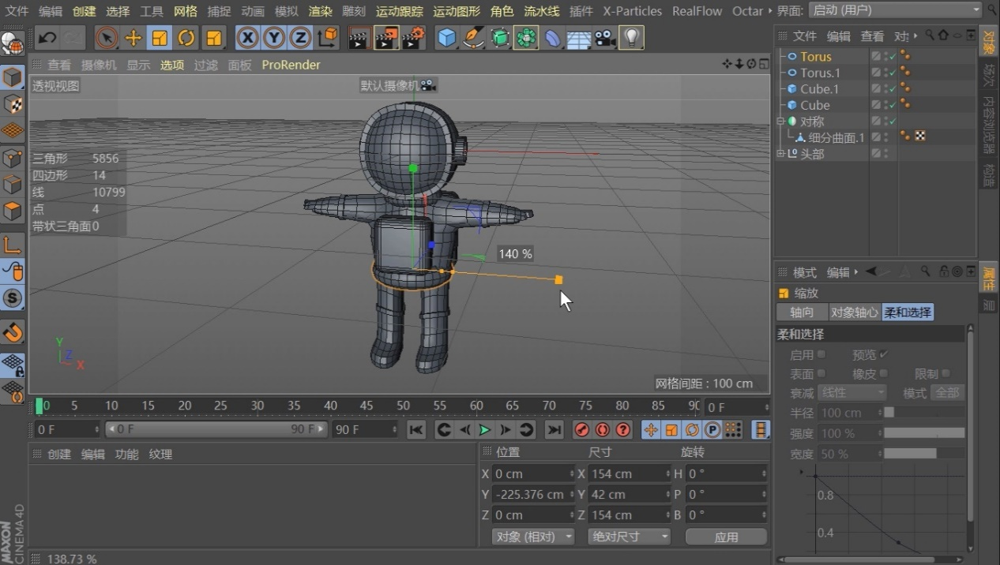 文件 编辑 创建 选择 工具 网格 捕捉 动画 模拟 渲染 雕刻 运动跟踪 运动图形 角色 流水线 插件 X-Particles RealFlow Octar 界面: 启动 (用户)
查看 摄像机 显示 选项 过滤 面板 ProRender
透视视图
默认摄像机
三角形 5856
四边形 14
线 10799
点 4
带状三角面 0
140 %
Y
Z
X
网格间距 : 100 cm
文件 编辑 查看 对
Torus
Torus.1
Cube.1
Cube
对称
细分曲面.1
头部
对象
场次
内容浏览器
构造
模式 编辑
缩放
轴向 对象轴心 柔和选择
柔和选择
启用 预览
表面 橡皮 限制
衰减 线性 模式 全部
半径 100 cm
强度 100 %
宽度 50 %
0.8
0.4
属性
层
0 5 10 15 20 25 30 35 40 45 50 55 60 65 70 75 80 85 90 0 F
0 F 0 F 90 F 90 F
创建 编辑 功能 纹理
位置 尺寸 旋转
X 0 cm X 154 cm H 0 °
Y -225.376 cm Y 42 cm P 0 °
Z 0 cm Z 154 cm B 0 °
对象 (相对) 绝对尺寸 应用
MAXON
CINEMA 4D
138.73 %